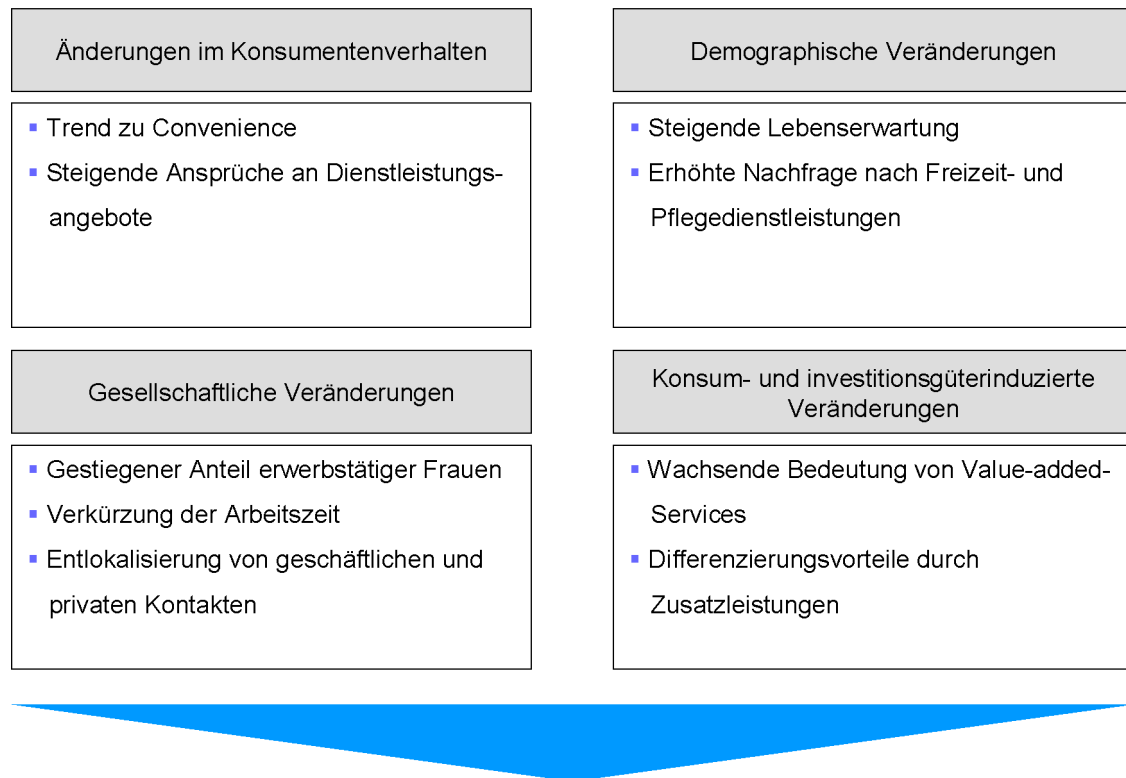 Änderungen im Konsumentenverhalten
▪ Trend zu Convenience
▪ Steigende Ansprüche an Dienstleistungs-
angebote
Demographische Veränderungen
▪ Steigende Lebenserwartung
▪ Erhöhte Nachfrage nach Freizeit- und
Pflegedienstleistungen
Gesellschaftliche Veränderungen
▪ Gestiegener Anteil erwerbstätiger Frauen
▪ Verkürzung der Arbeitszeit
▪ Entlokalisierung von geschäftlichen und
privaten Kontakten
Konsum- und investitionsgüterinduzierte
Veränderungen
▪ Wachsende Bedeutung von Value-added-
Services
▪ Differenzierungsvorteile durch
Zusatzleistungen